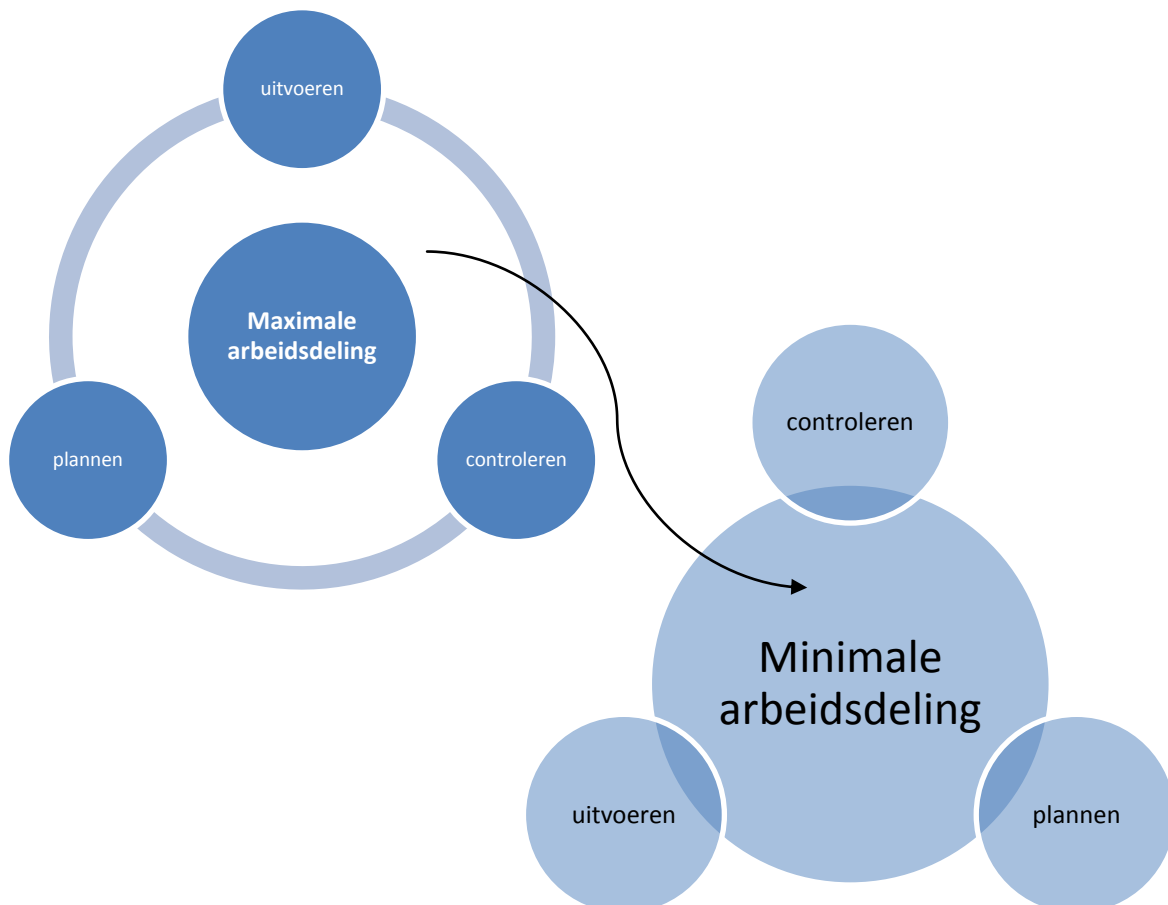 uitvoeren
Maximale
arbeidsdeling
plannen
controleren
controleren
Minimale
arbeidsdeling
uitvoeren
plannen